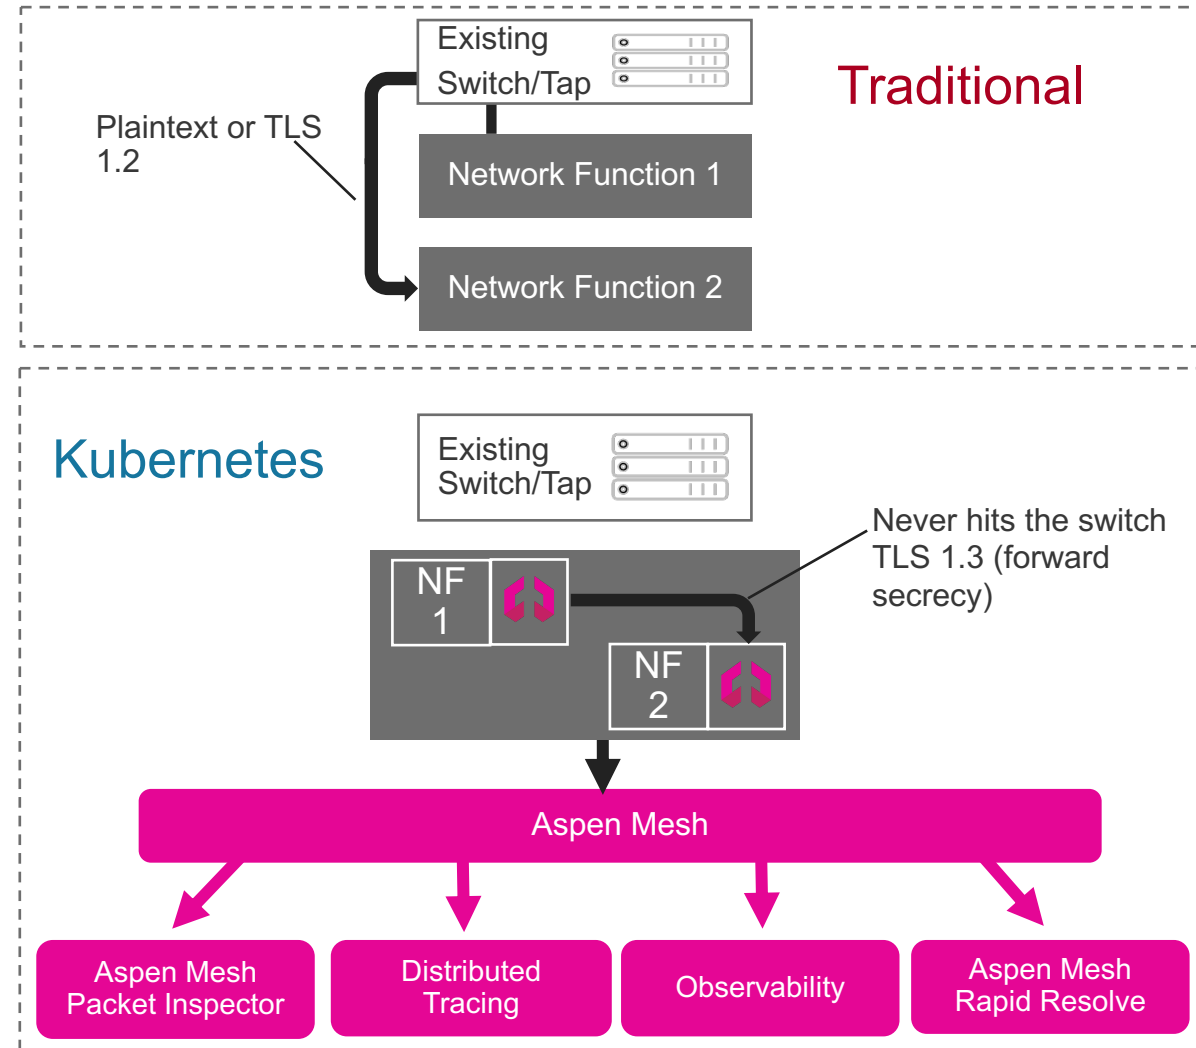 Existing
Switch/Tap
Traditional
Plaintext or TLS
1.2
Network Function 1
Network Function 2
Kubernetes
Existing
Switch/Tap
Never hits the switch
TLS 1.3 (forward
secrecy)
NF
1
NF
2
Aspen Mesh
Aspen Mesh
Packet Inspector
Distributed
Tracing
Observability
Aspen Mesh
Rapid Resolve